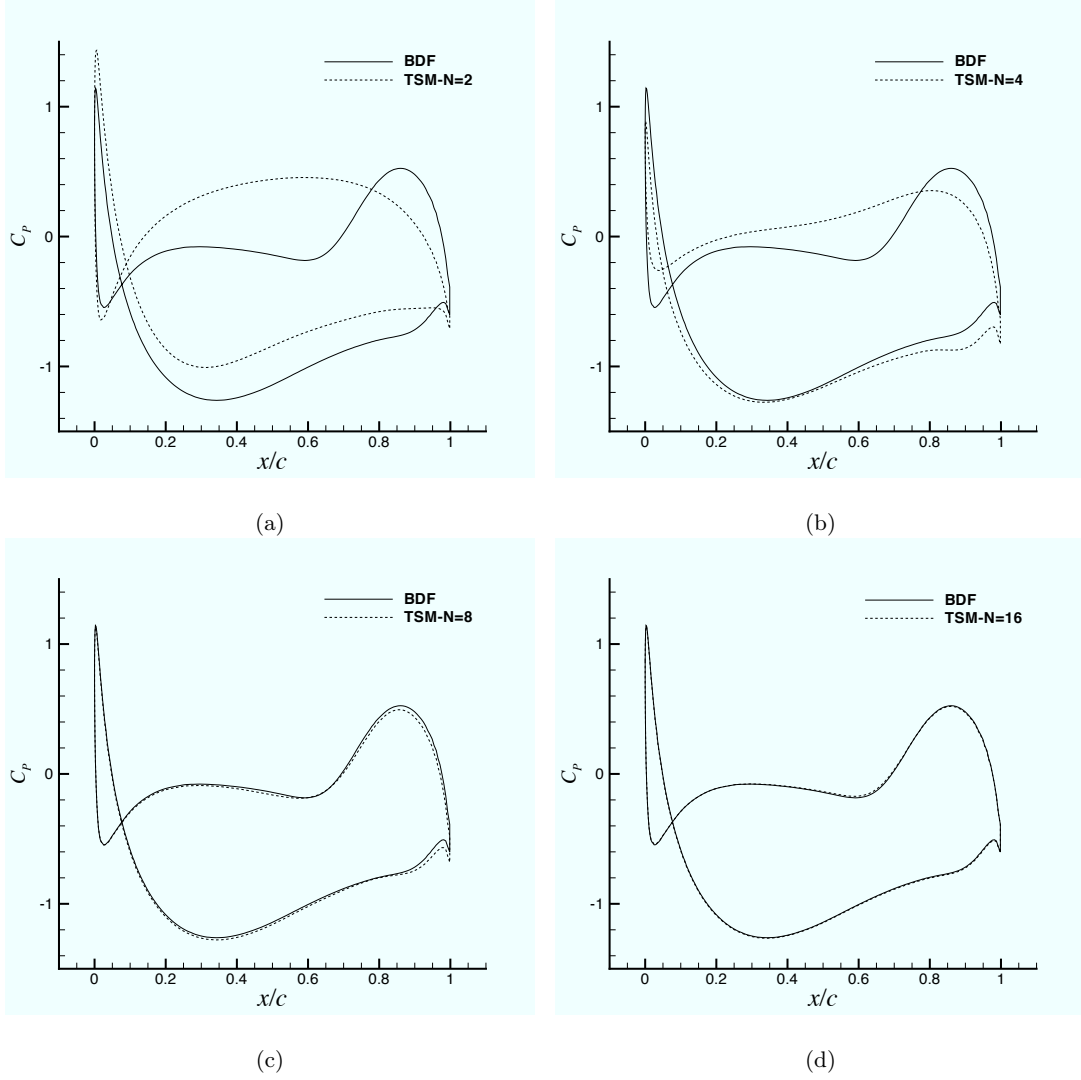 BDF
TSM-N=2
1
0
-1
C_P
0 0.2 0.4 0.6 0.8 1
x/c
(a)
BDF
TSM-N=4
1
0
-1
C_P
0 0.2 0.4 0.6 0.8 1
x/c
(b)
BDF
TSM-N=8
1
0
-1
C_P
0 0.2 0.4 0.6 0.8 1
x/c
(c)
BDF
TSM-N=16
1
0
-1
C_P
0 0.2 0.4 0.6 0.8 1
x/c
(d)